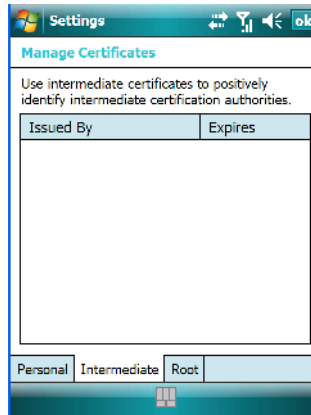 Settings
ok
Manage Certificates
Use intermediate certificates to positively
identify intermediate certification authorities.
Issued By Expires
Personal Intermediate Root